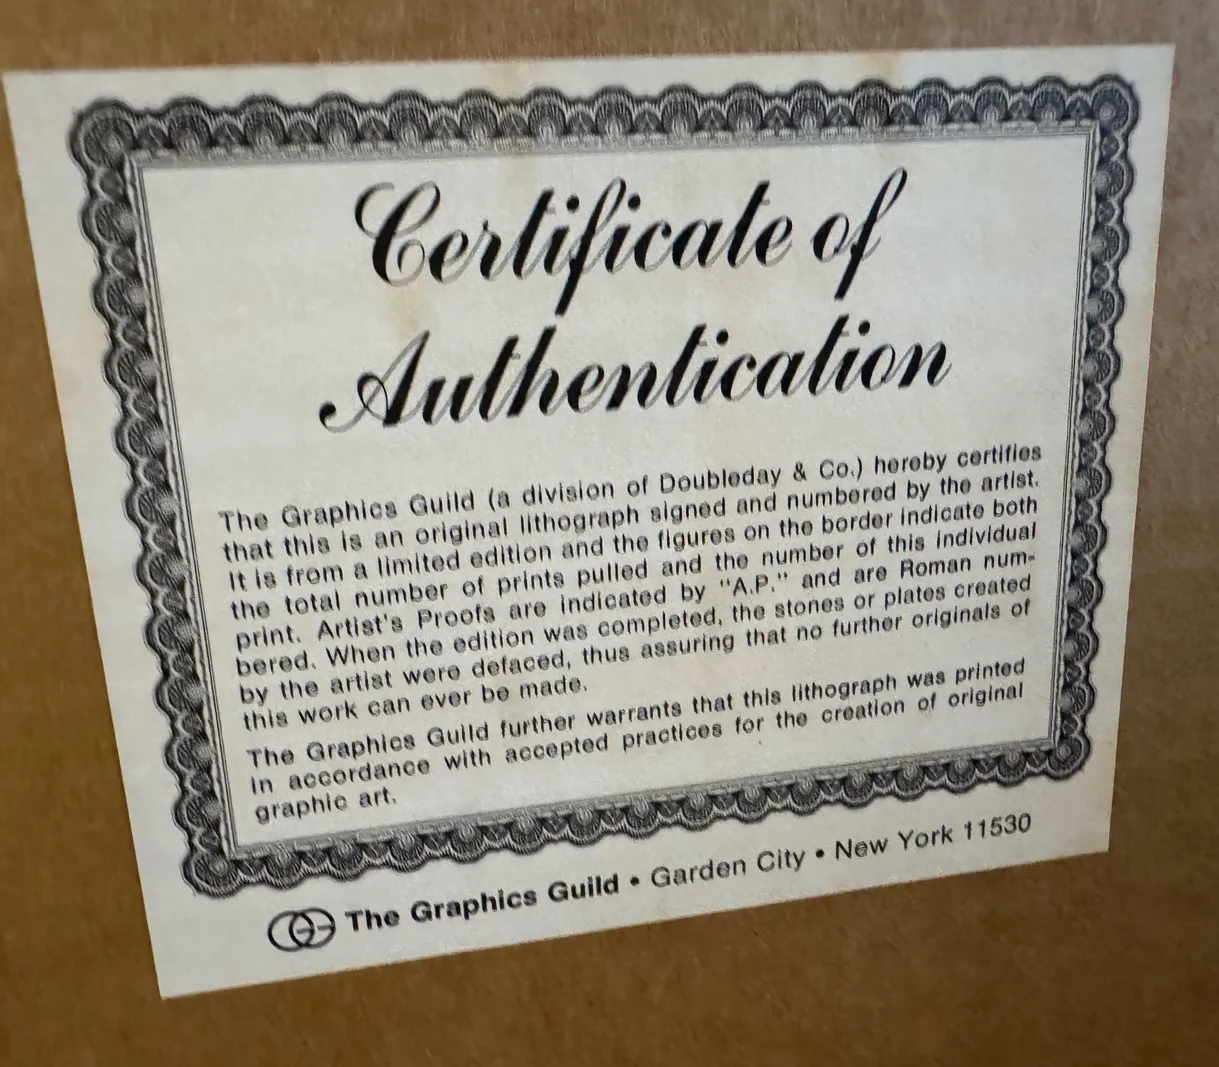 Certificate of
Authentication
The Graphics Guild (a division of Doubleday & Co.) hereby certifies
that this is an original lithograph signed and numbered by the artist.
It is from a limited edition and the figures on the border indicate both
the total number of prints pulled and the number of this individual
print. Artist's Proofs are indicated by "A.P." and are Roman num-
bered. When the edition was completed, the stones or plates created
by the artist were defaced, thus assuring that no further originals of
this work can ever be made.
The Graphics Guild further warrants that this lithograph was printed
in accordance with accepted practices for the creation of original
graphic art.
The Graphics Guild • Garden City • New York 11530